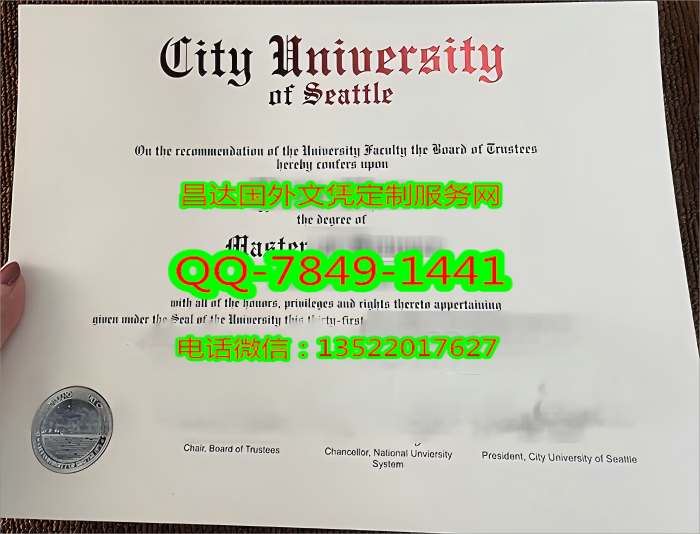 City University
of Seattle
On the recommendation of the University Faculty the Board of Trustees
hereby confers upon
昌达国外文凭定制服务网
the degree of
Master
QQ-7849-1441
with all of the honors, privileges and rights thereto appertaining
given under the Seal of the University this thirty-first
电话微信：13522017627
Chair, Board of Trustees
Chancellor, National Unviersity
System
President, City University of Seattle